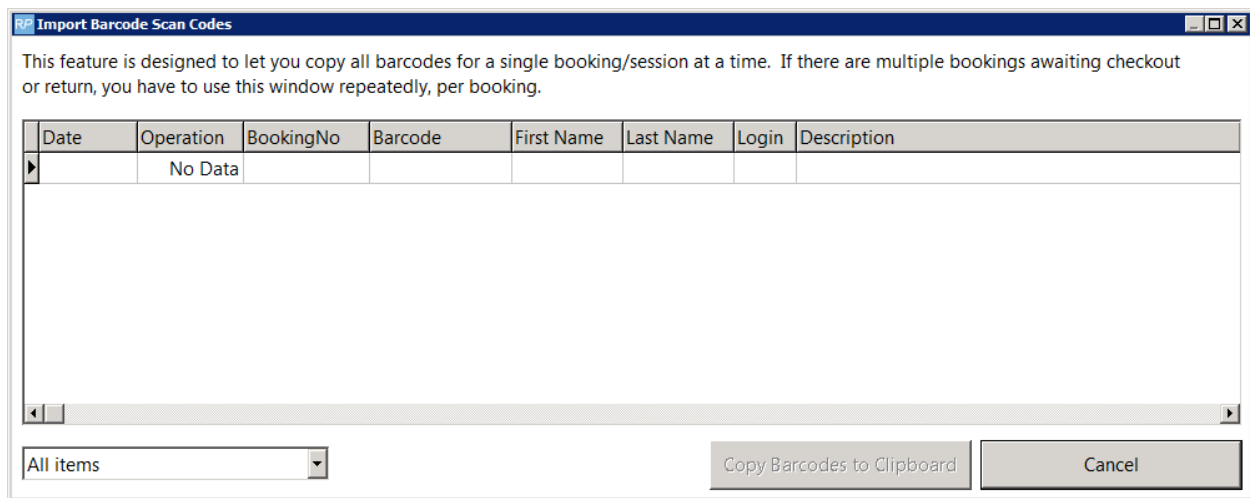 RP Import Barcode Scan Codes
This feature is designed to let you copy all barcodes for a single booking/session at a time.  If there are multiple bookings awaiting checkout
or return, you have to use this window repeatedly, per booking.
Date Operation BookingNo Barcode First Name Last Name Login Description
No Data
All items Copy Barcodes to Clipboard Cancel